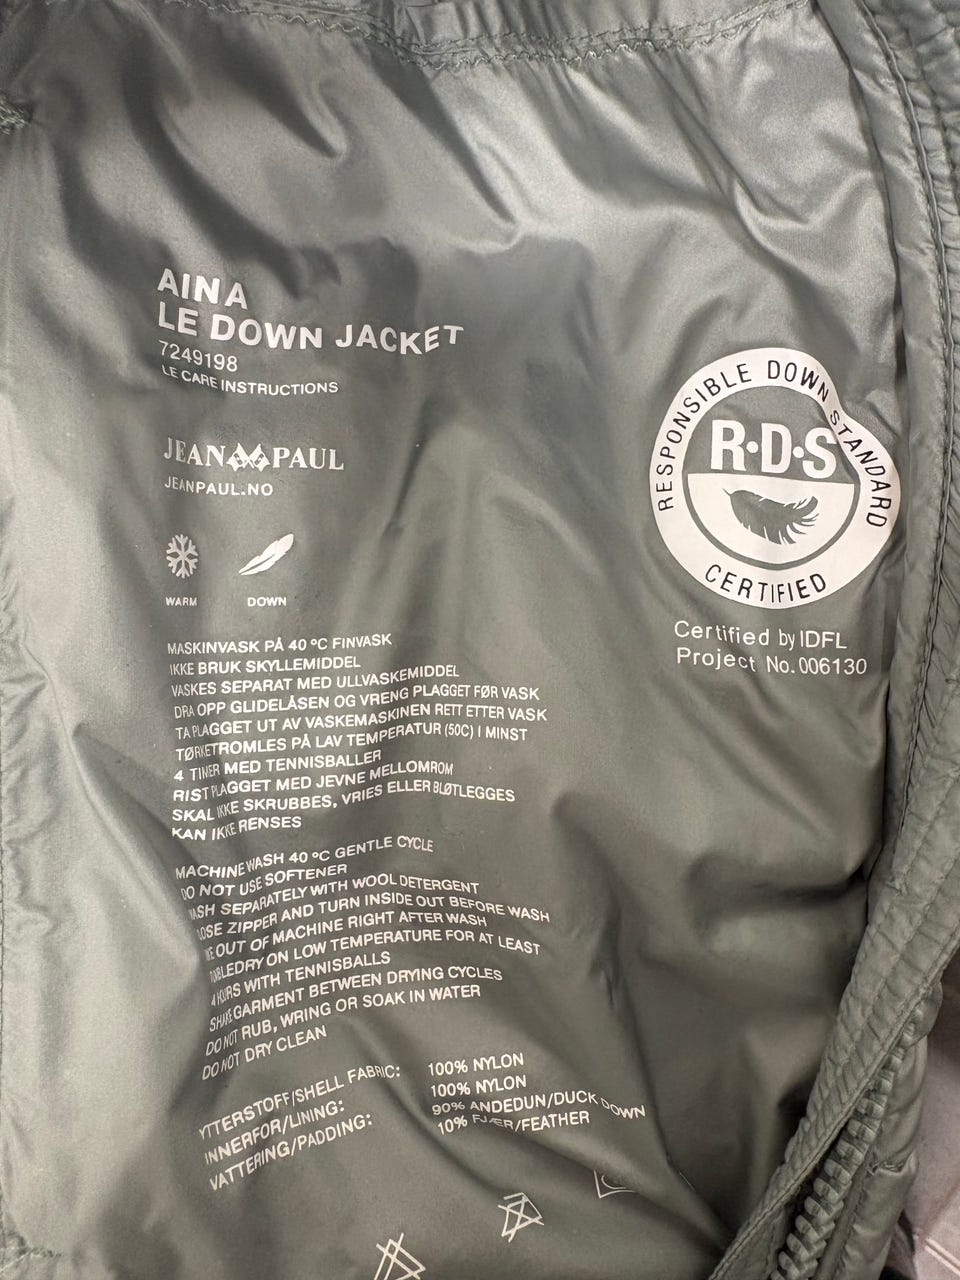 AINA
LE DOWN JACKET
7249198
LE CARE INSTRUCTIONS
JEAN PAUL
JEANPAUL.NO
WARM
DOWN
RESPONSIBLE DOWN STANDARD
R·D·S
CERTIFIED
Certified by IDFL
Project No. 006130
MASKINVASK PÅ 40 °C FINVASK
IKKE BRUK SKYLLEMIDDEL
VASKES SEPARAT MED ULLVASKEMIDDEL
DRA OPP GLIDELÅSEN OG VRENG PLAGGET FØR VASK
TA PLAGGET UT AV VASKEMASKINEN RETT ETTER VASK
TØRKETROMLES PÅ LAV TEMPERATUR (50C) I MINST
4 TIMER MED TENNISBALLER
RIST PLAGGET MED JEVNE MELLOMROM
SKAL IKKE SKRUBBES, VRIES ELLER BLØTLEGGES
KAN IKKE RENSES
MACHINE WASH 40 °C GENTLE CYCLE
DO NOT USE SOFTENER
WASH SEPARATELY WITH WOOL DETERGENT
LOSE ZIPPER AND TURN INSIDE OUT BEFORE WASH
OUT OF MACHINE RIGHT AFTER WASH
TUMBLEDRY ON LOW TEMPERATURE FOR AT LEAST
4 HOURS WITH TENNISBALLS
SHAKE GARMENT BETWEEN DRYING CYCLES
DO NOT RUB, WRING OR SOAK IN WATER
DO NOT DRY CLEAN
YTTERSTOFF/SHELL FABRIC: 100% NYLON
INNERFOR/LINING: 100% NYLON
VATTERING/PADDING: 90% ANDEDUN/DUCK DOWN
10% FJÆR/FEATHER